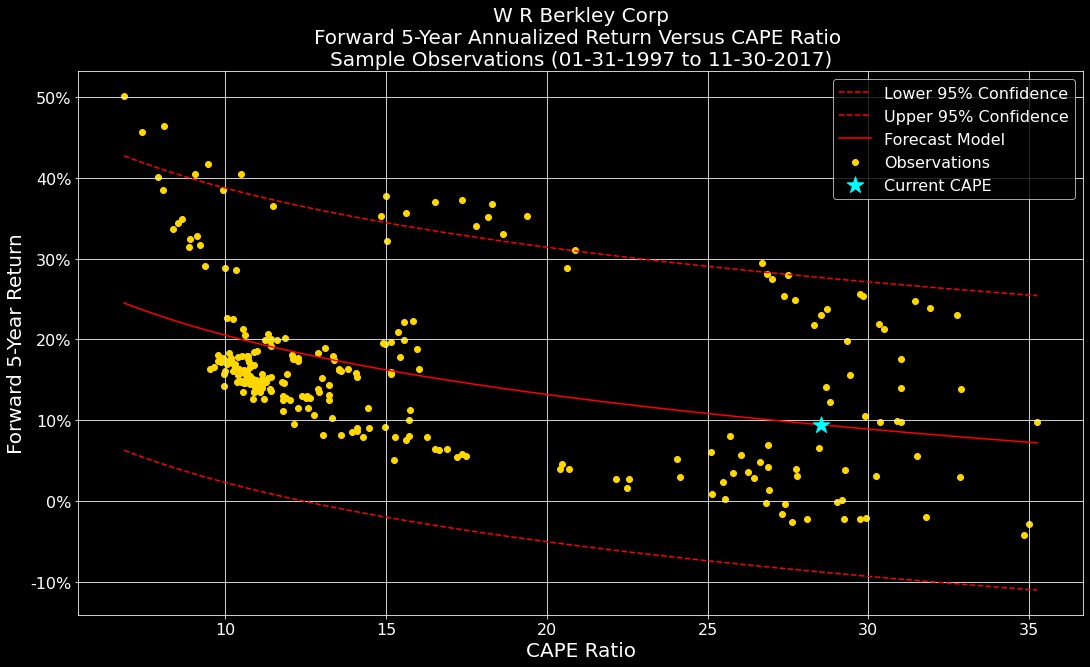 W R Berkley Corp
Forward 5-Year Annualized Return Versus CAPE Ratio
Sample Observations (01-31-1997 to 11-30-2017)
Lower 95% Confidence
Upper 95% Confidence
Forecast Model
Observations
Current CAPE
Forward 5-Year Return
50%
40%
30%
20%
10%
0%
-10%
10 15 20 25 30 35
CAPE Ratio